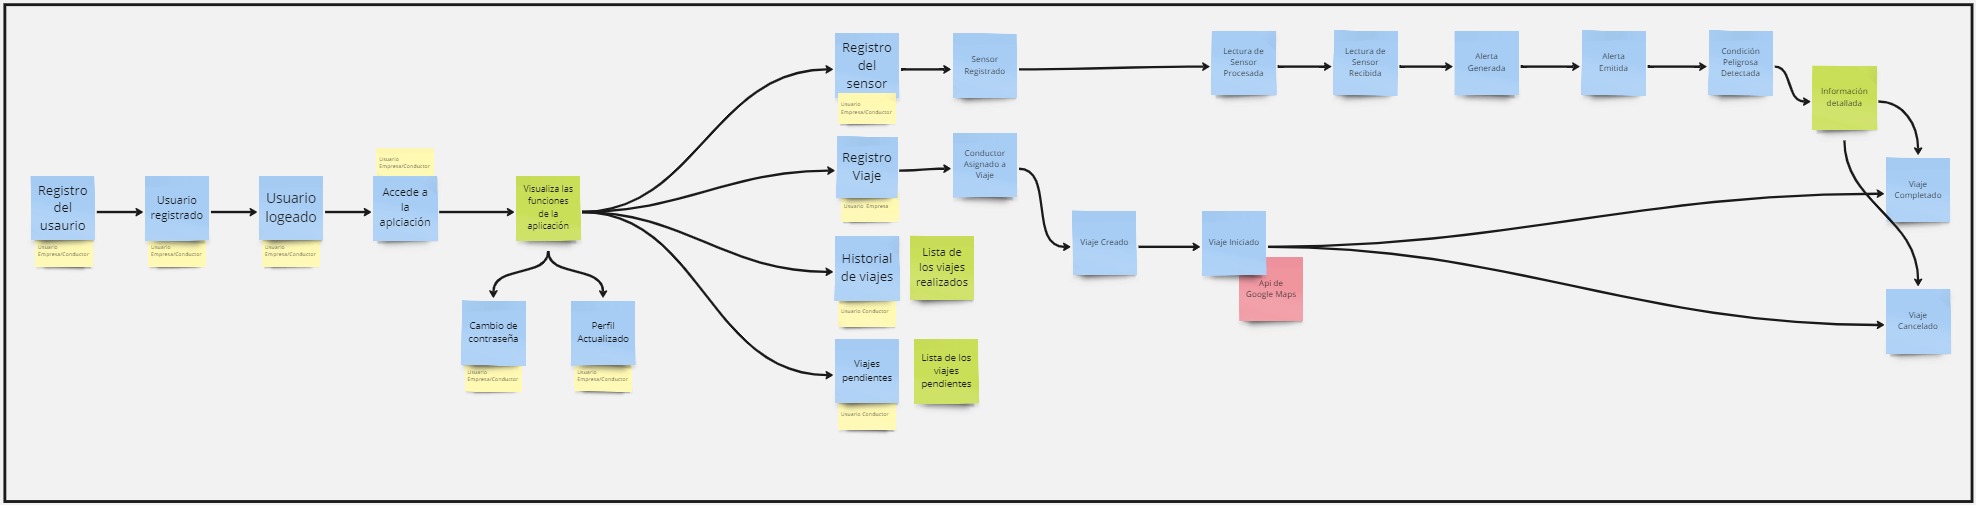 Registro
del
usaurio
Usuario
Empresa/Conductor
Usuario
registrado
Usuario
Empresa/Conductor
Usuario
logeado
Usuario
Empresa/Conductor
Usuario
Empresa/Conductor
Accede a
la
aplciación
Visualiza las
funciones
de la
aplicación
Cambio de
contraseña
Usuario
Empresa/Conductor
Perfil
Actualizado
Usuario
Empresa/Conductor
Registro
del
sensor
Usuario
Empresa/Conductor
Sensor
Registrado
Lectura de
Sensor
Procesada
Lectura de
Sensor
Recibida
Alerta
Generada
Alerta
Emitida
Condición
Peligrosa
Detectada
Información
detallada
Registro
Viaje
Usuario Empresa
Conductor
Asignado a
Viaje
Viaje Creado
Viaje Iniciado
Api de
Google Maps
Viaje
Completado
Viaje
Cancelado
Historial
de viajes
Usuario Conductor
Lista de
los viajes
realizados
Viajes
pendientes
Usuario Conductor
Lista de los
viajes
pendientes